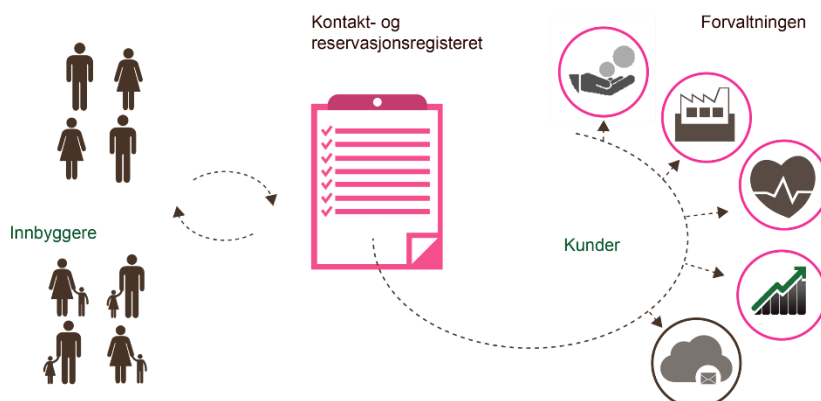 Kontakt- og
reservasjonsregisteret
Forvaltningen
Innbyggere
Kunder